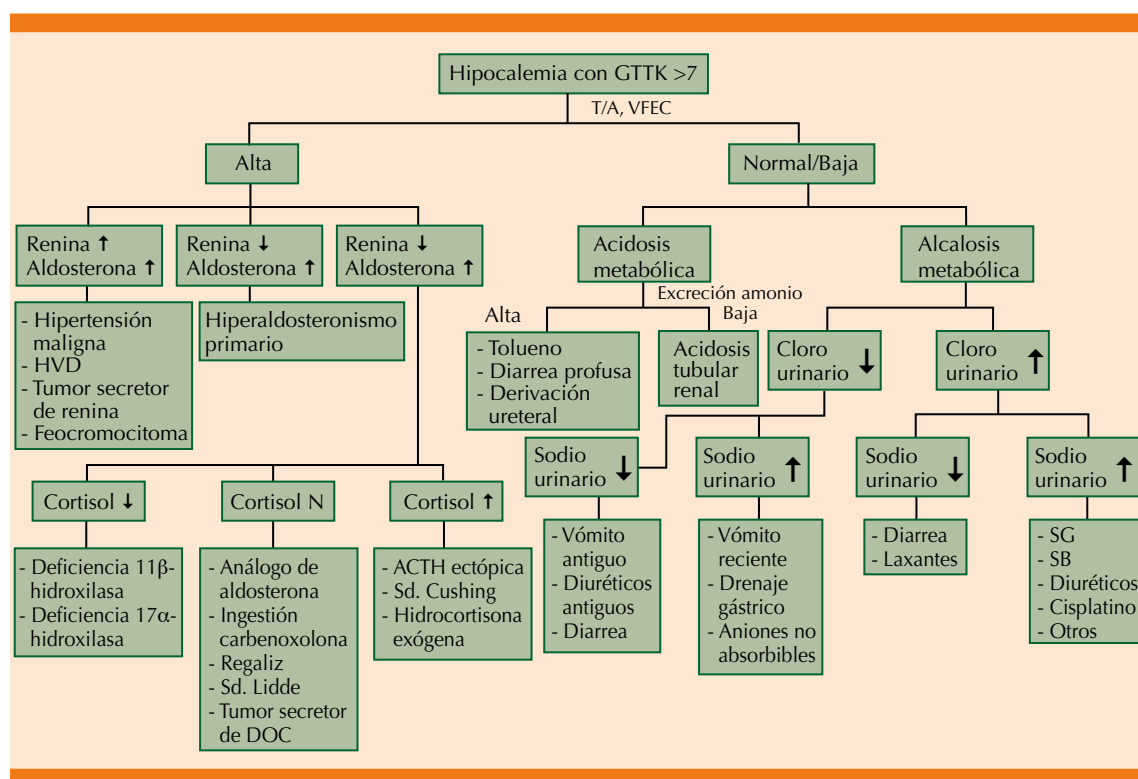 Hipocalemia con GTTK >7
T/A, VFEC
Alta
Normal/Baja
Renina ↑
Aldosterona ↑
Renina ↓
Aldosterona ↑
Renina ↓
Aldosterona ↑
- Hipertensión
maligna
- HVD
- Tumor secretor
de renina
- Feocromocitoma
Hiperaldosteronismo
primario
Cortisol ↓
Cortisol N
Cortisol ↑
- Deficiencia 11β-
hidroxilasa
- Deficiencia 17α-
hidroxilasa
- Análogo de
aldosterona
- Ingestión
carbenoxolona
- Regaliz
- Sd. Lidde
- Tumor secretor
de DOC
- ACTH ectópica
- Sd. Cushing
- Hidrocortisona
exógena
Acidosis
metabólica
Alcalosis
metabólica
Excreción amonio
Alta
Baja
- Tolueno
- Diarrea profusa
- Derivación
ureteral
Acidosis
tubular
renal
Cloro
urinario ↓
Cloro
urinario ↑
Sodio
urinario ↓
Sodio
urinario ↑
Sodio
urinario ↓
Sodio
urinario ↑
- Vómito
antiguo
- Diuréticos
antiguos
- Diarrea
- Vómito
reciente
- Drenaje
gástrico
- Aniones no
absorbibles
- Diarrea
- Laxantes
- SG
- SB
- Diuréticos
- Cisplatino
- Otros